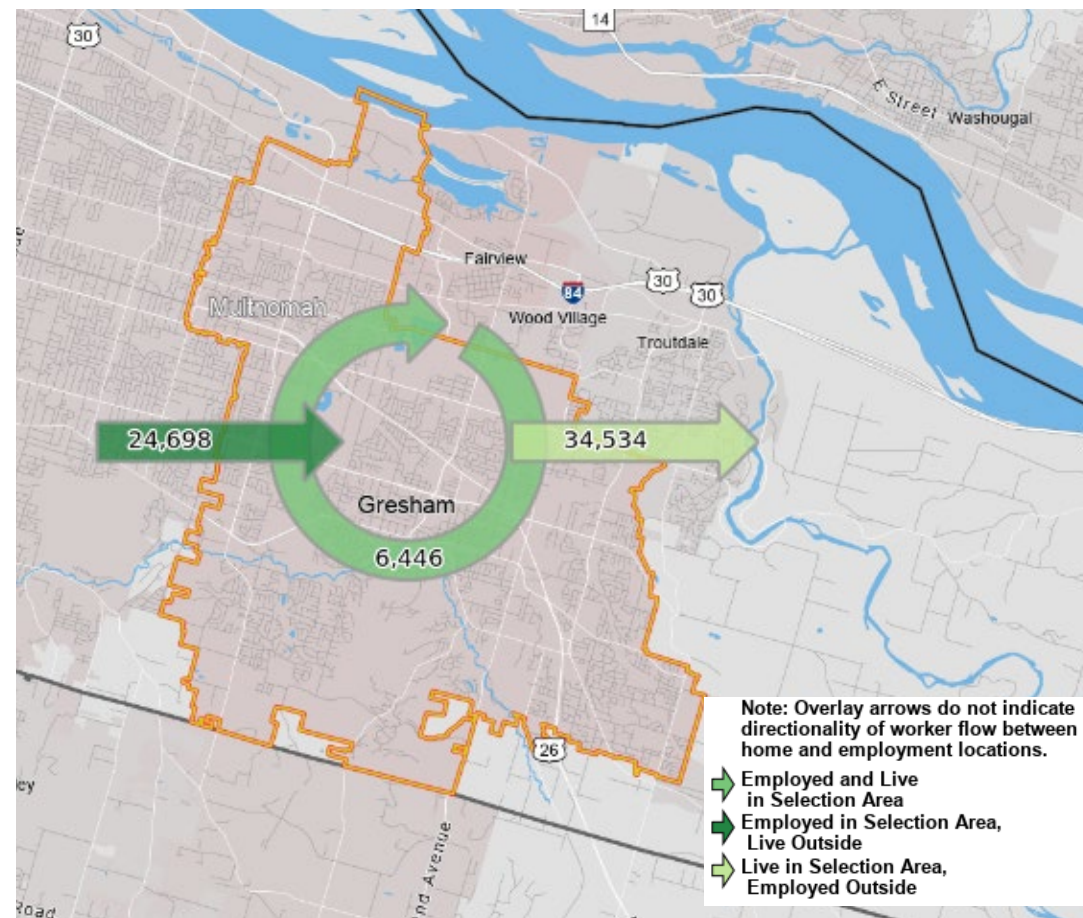 30
14
E Street
Washougal
Fairview
84
30
30
Multnomah
Wood Village
Troutdale
24,698
34,534
Gresham
6,446
26
Note: Overlay arrows do not indicate
directionality of worker flow between
home and employment locations.
Employed and Live
in Selection Area
Employed in Selection Area,
Live Outside
Live in Selection Area,
Employed Outside
ey
nd Avenue
Road